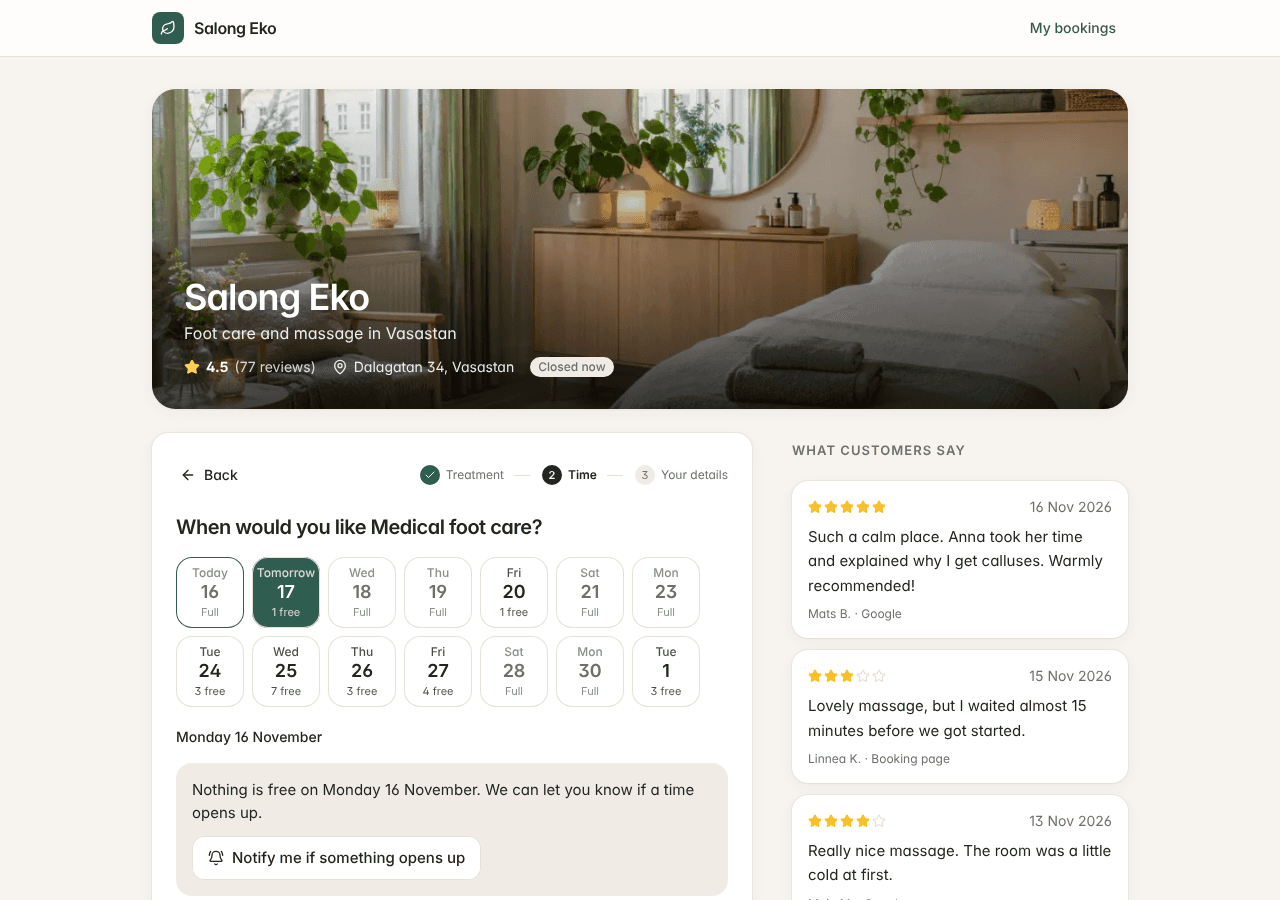 Salong Eko
My bookings
Salong Eko
Foot care and massage in Vasastan
4.5 (77 reviews) Dalagatan 34, Vasastan Closed now
Back
Treatment 2 Time 3 Your details
When would you like Medical foot care?
Today Tomorrow Wed Thu Fri Sat Mon
16 17 18 19 20 21 23
Full 1 free Full Full 1 free Full Full
Tue Wed Thu Fri Sat Mon Tue
24 25 26 27 28 30 1
3 free 7 free 3 free 4 free Full Full 3 free
Monday 16 November
Nothing is free on Monday 16 November. We can let you know if a time
opens up.
Notify me if something opens up
WHAT CUSTOMERS SAY
16 Nov 2026
Such a calm place. Anna took her time
and explained why I get calluses. Warmly
recommended!
Mats B. · Google
15 Nov 2026
Lovely massage, but I waited almost 15
minutes before we got started.
Linnea K. · Booking page
13 Nov 2026
Really nice massage. The room was a little
cold at first.